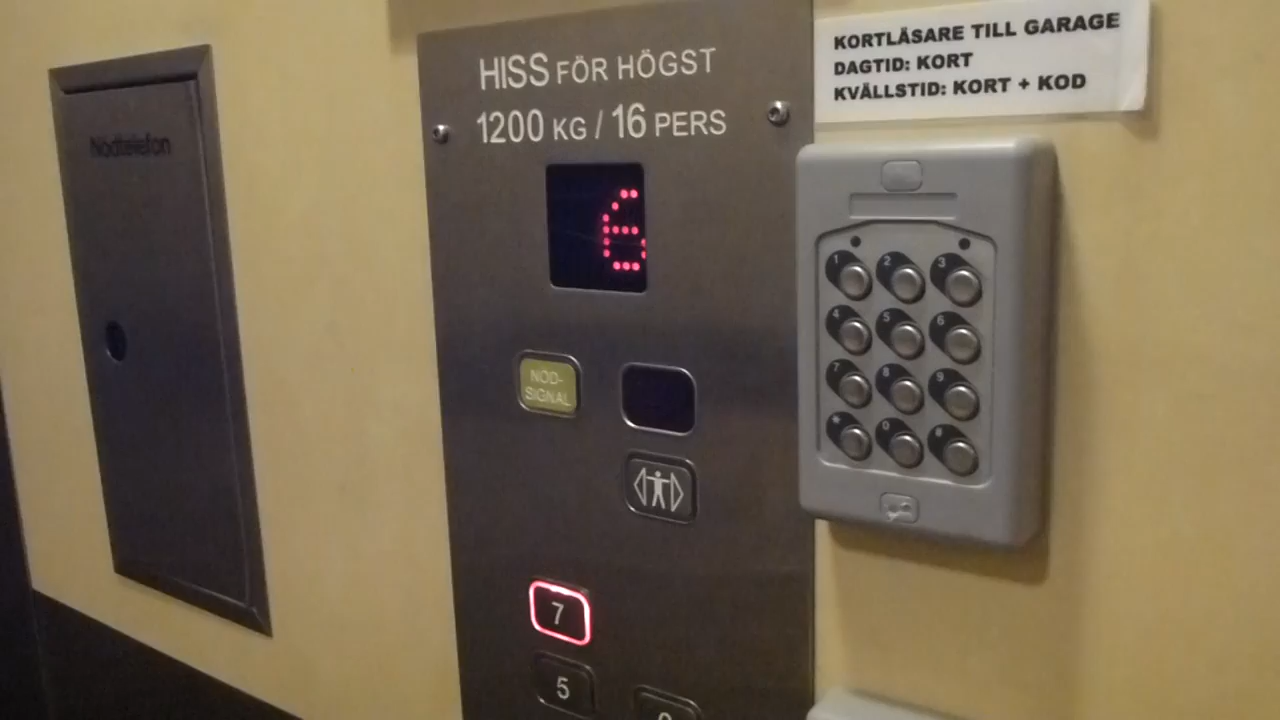 Nödtelefon
HISS FÖR HÖGST
1200 KG / 16 PERS
6
NÖD-
SIGNAL
7
5
KORTLÄSARE TILL GARAGE
DAGTID: KORT
KVÄLLSTID: KORT + KOD
1 2 3
4 5 6
7 8 9
* 0 #